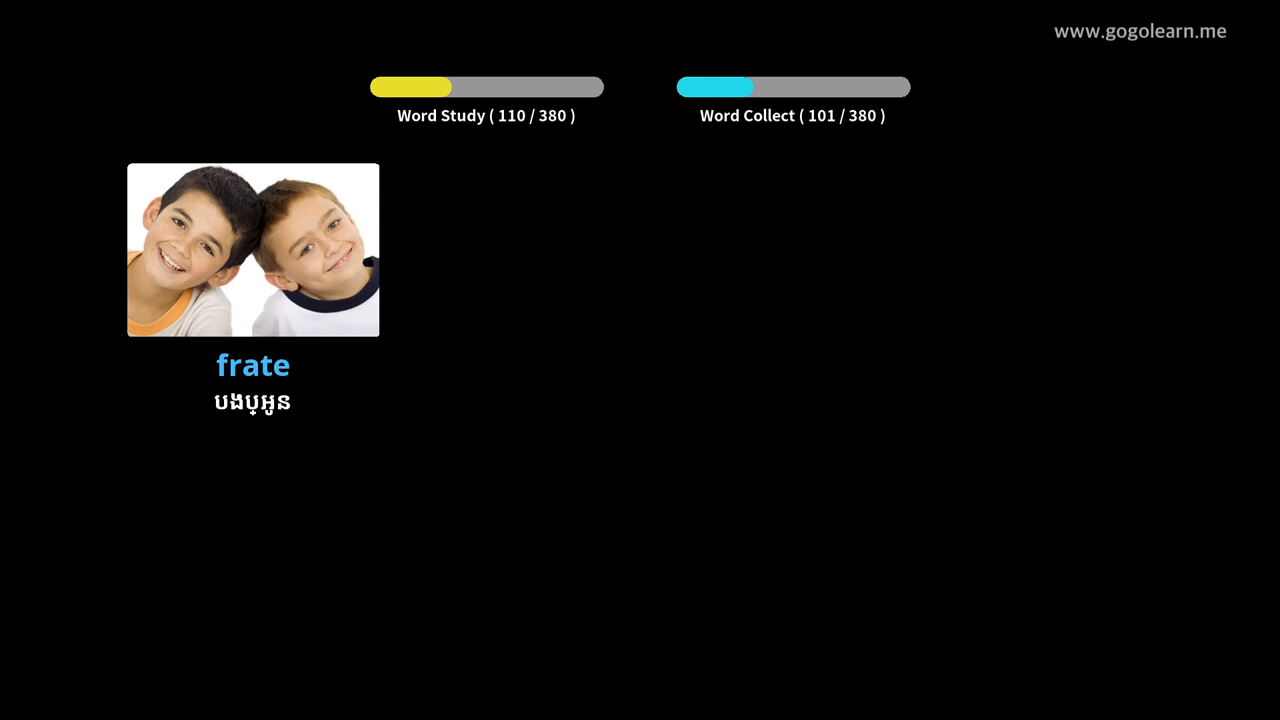 www.gogolearn.me
Word Study ( 110 / 380 )
Word Collect ( 101 / 380 )
frate
បងប្អូន